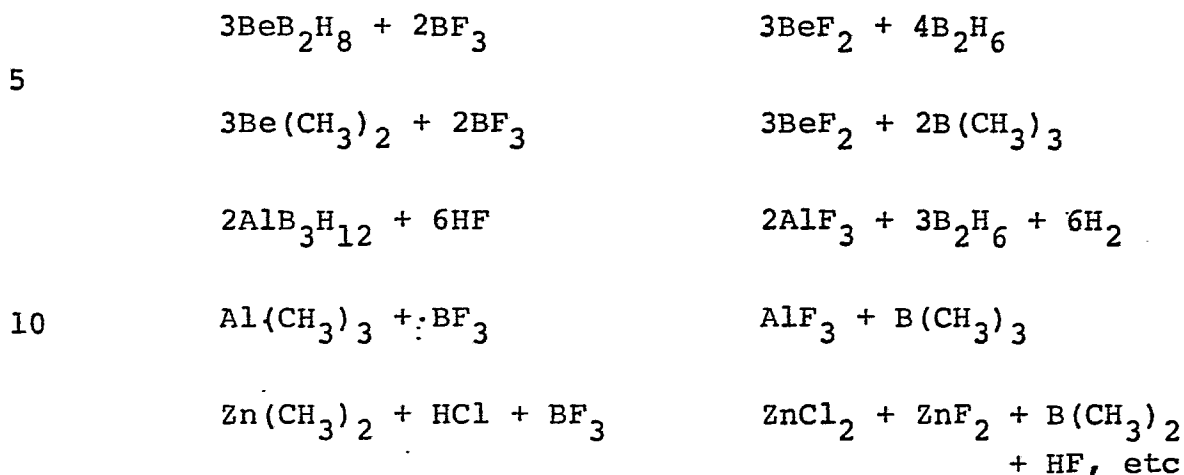 3BeB₂H₈ + 2BF₃ 3BeF₂ + 4B₂H₆
5
3Be(CH₃)₂ + 2BF₃ 3BeF₂ + 2B(CH₃)₃
2AlB₃H₁₂ + 6HF 2AlF₃ + 3B₂H₆ + 6H₂
10 Al(CH₃)₃ + BF₃ AlF₃ + B(CH₃)₃
Zn(CH₃)₂ + HCl + BF₃ ZnCl₂ + ZnF₂ + B(CH₃)₂
+ HF, etc